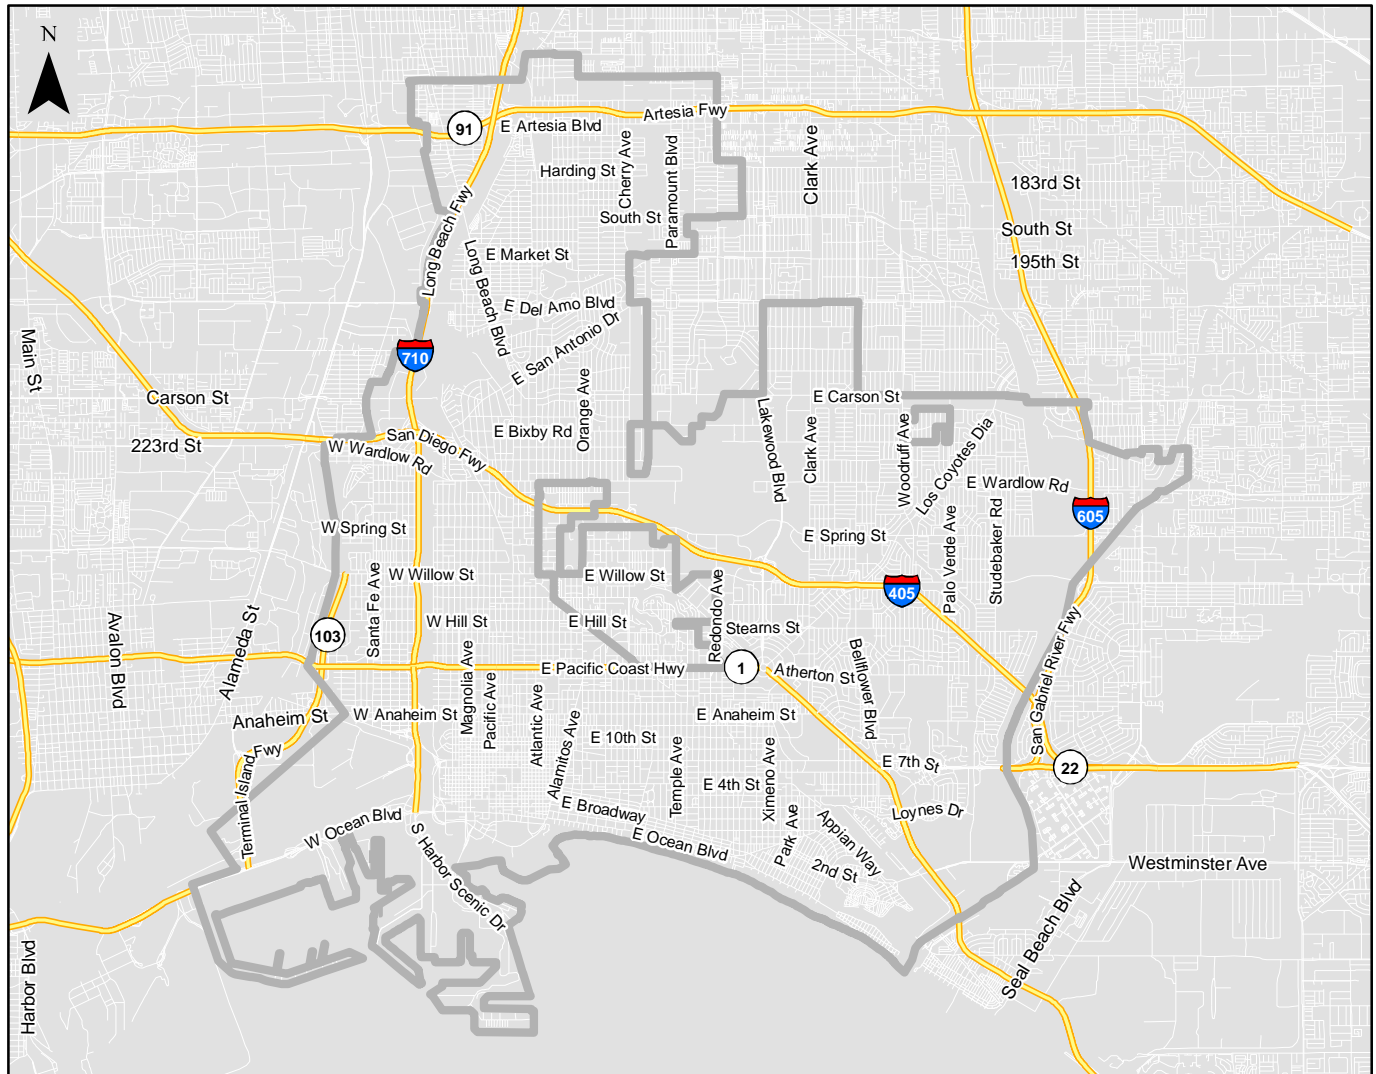 N
Artesia Fwy
91
E Artesia Blvd
Harding St
Cherry Ave
Paramount Blvd
Clark Ave
183rd St
South St
South St
195th St
Long Beach Fwy
Long Beach Blvd
E Market St
E Del Amo Blvd
E San Antonio Dr
Main St
710
Carson St
Orange Ave
E Carson St
Lakewood Blvd
Clark Ave
Woodruff Ave
Los Coyotes Dia
223rd St
San Diego Fwy
E Bixby Rd
W Wardlow Rd
E Wardlow Rd
605
W Spring St
E Spring St
Palo Verde Ave
Studebaker Rd
Santa Fe Ave
W Willow St
E Willow St
Redondo Ave
405
Avalon Blvd
Alameda St
103
W Hill St
E Hill St
Stearns St
Bellflower Blvd
San Gabriel River Fwy
Magnolia Ave
Pacific Ave
E Pacific Coast Hwy
1
Atherton St
Anaheim St
W Anaheim St
Atlantic Ave
Alamitos Ave
E Anaheim St
E 10th St
Temple Ave
Ximeno Ave
E 7th St
22
Terminal Island Fwy
E 4th St
W Ocean Blvd
S Harbor Scenic Dr
E Broadway
E Ocean Blvd
Park Ave
Appian Way
Loynes Dr
2nd St
Westminster Ave
Seal Beach Blvd
Harbor Blvd